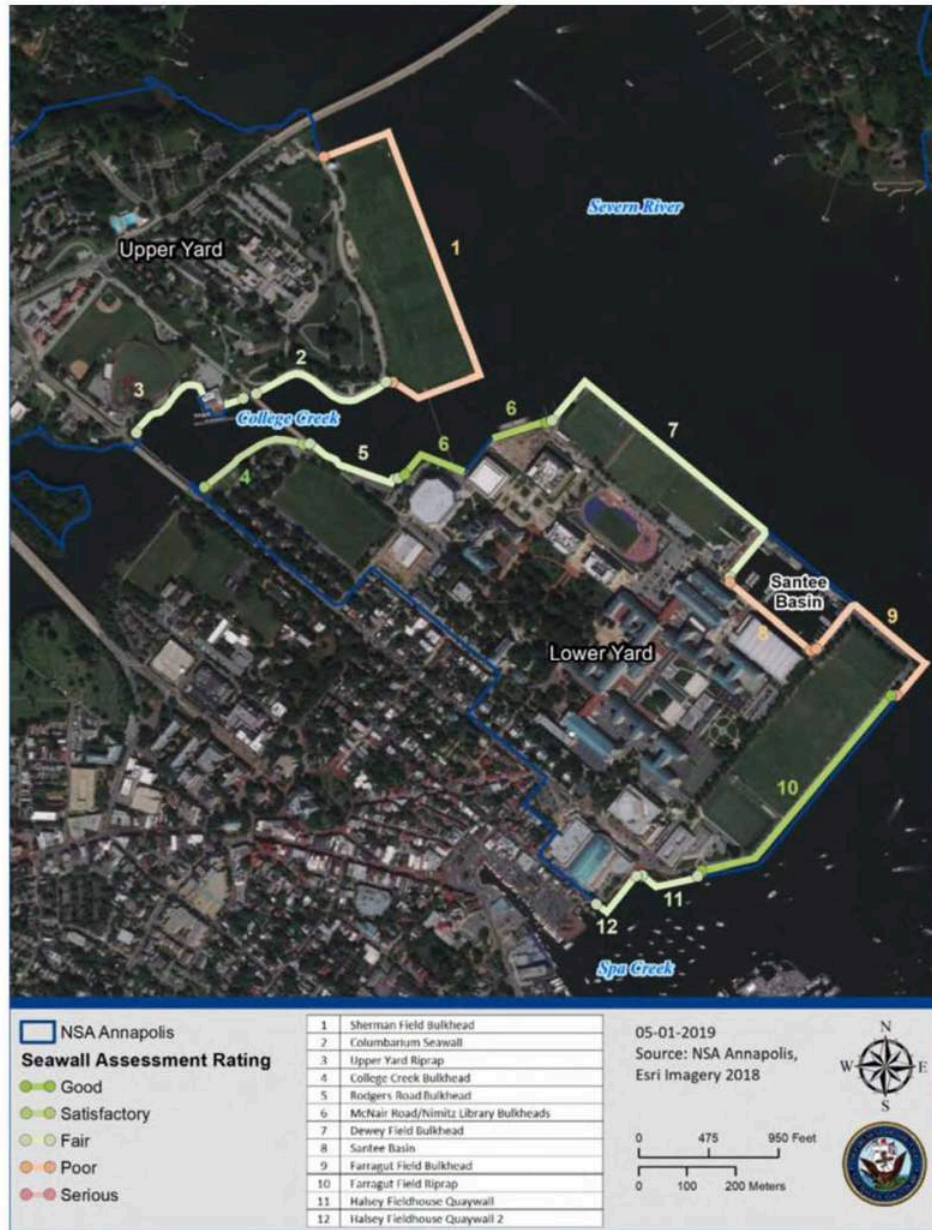 Severn River
1
Upper Yard
2
3
College Creek
6
6
7
5
4
Santee
Basin
9
8
Lower Yard
10
11
12
Spa Creek
NSA Annapolis
Seawall Assessment Rating
Good
Satisfactory
Fair
Poor
Serious
1 Sherman Field Bulkhead
2 Columbarium Seawall
3 Upper Yard Riprap
4 College Creek Bulkhead
5 Rodgers Road Bulkhead
6 McNair Road/Nimitz Library Bulkheads
7 Dewey Field Bulkhead
8 Santee Basin
9 Farragut Field Bulkhead
10 Farragut Field Riprap
11 Halsey Fieldhouse Quaywall
12 Halsey Fieldhouse Quaywall 2
05-01-2019
Source: NSA Annapolis,
Esri Imagery 2018
0 475 950 Feet
0 100 200 Meters
N
W E
S